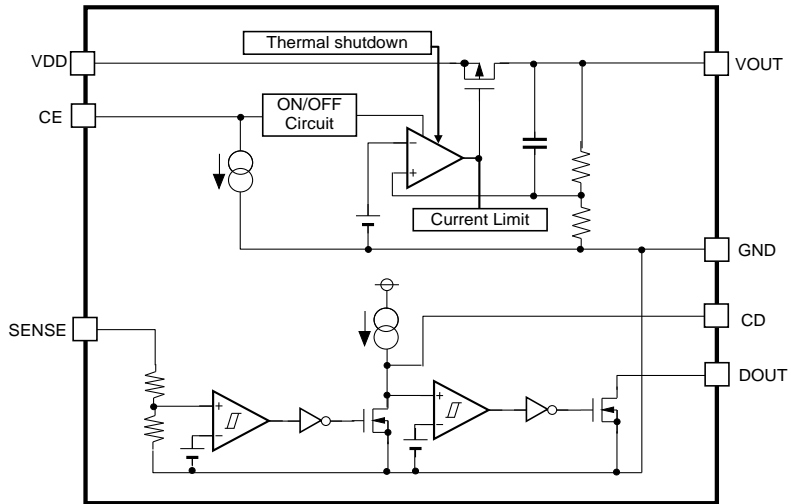 Thermal shutdown
VDD
VOUT
CE
ON/OFF
Circuit
−
+
Current Limit
GND
SENSE
CD
DOUT
+
−
+
−